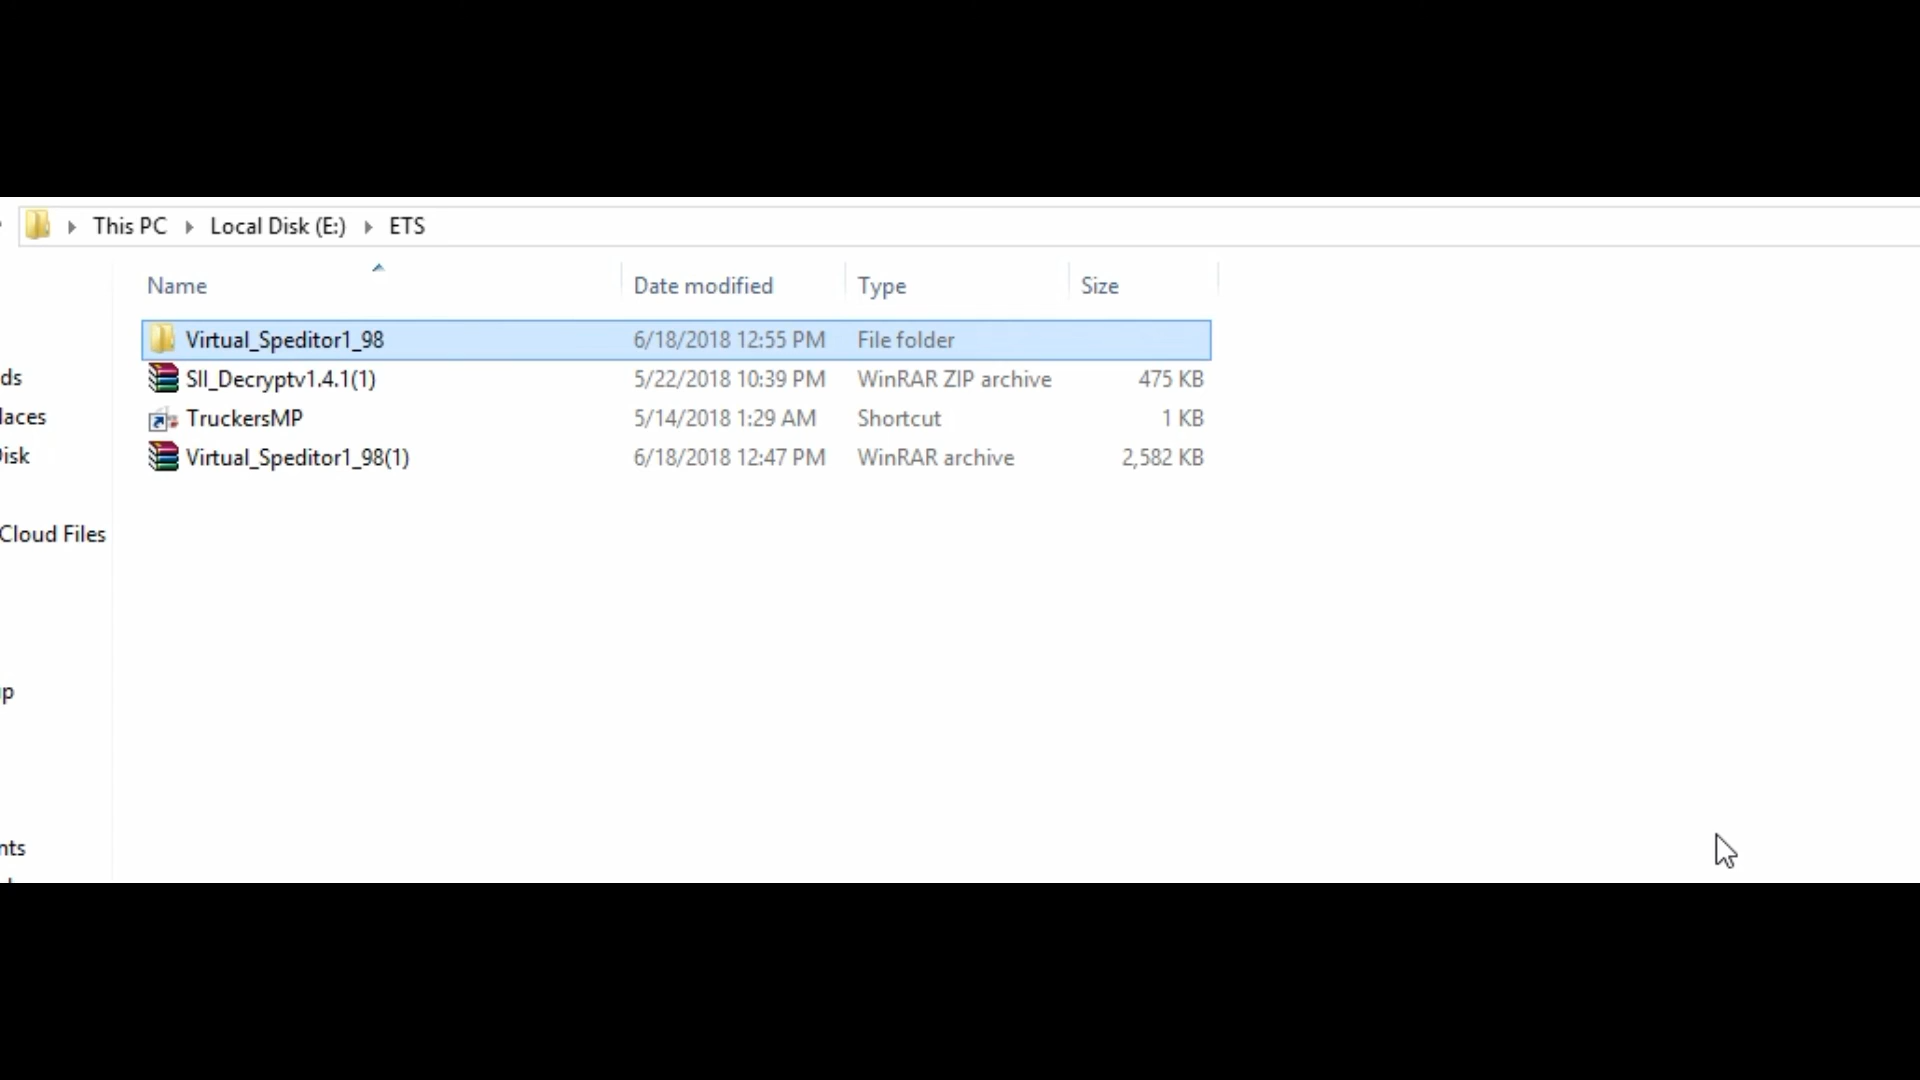 This PC Local Disk (E:) ETS
Name Date modified Type Size
Virtual_Speditor1_98 6/18/2018 12:55 PM File folder
ds
SII_Decryptv1.4.1(1) 5/22/2018 10:39 PM WinRAR ZIP archive 475 KB
laces
TruckersMP 5/14/2018 1:29 AM Shortcut 1 KB
Disk
Virtual_Speditor1_98(1) 6/18/2018 12:47 PM WinRAR archive 2,582 KB
Cloud Files
p
nts